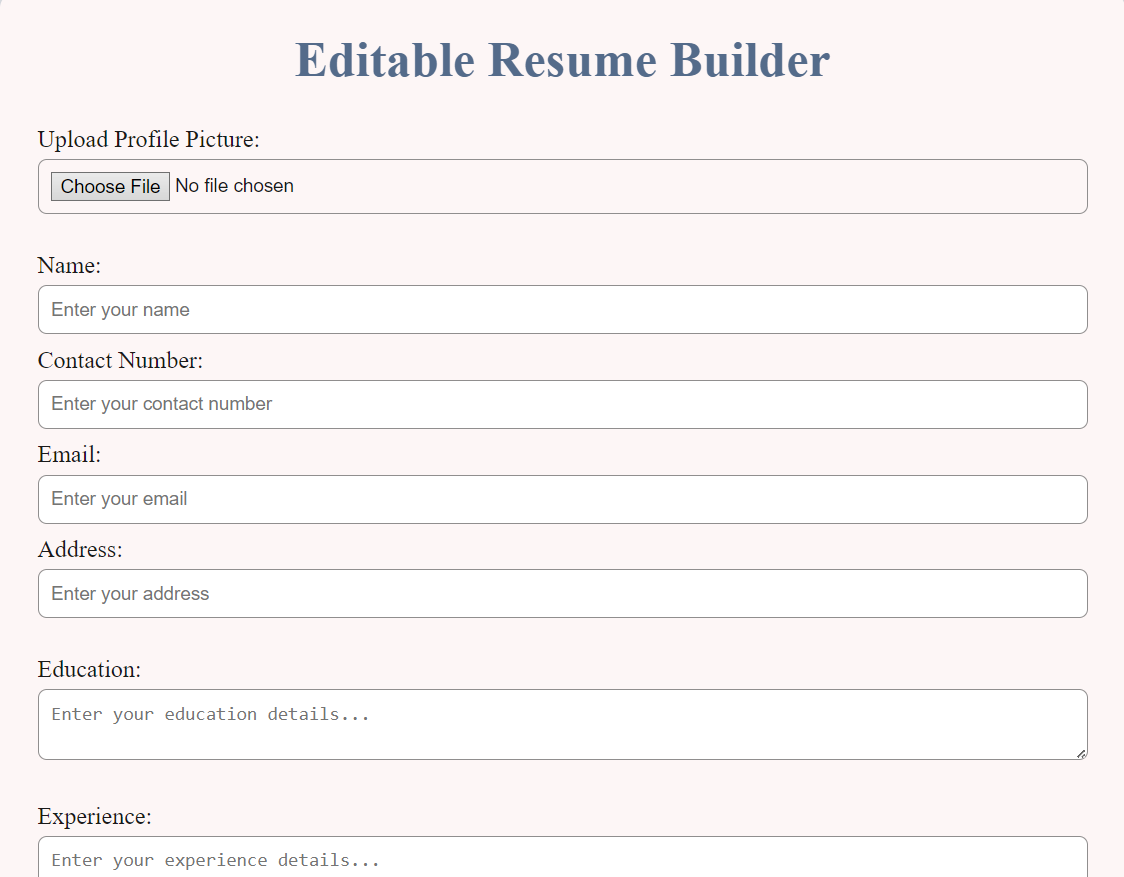 Editable Resume Builder
Upload Profile Picture:
Choose File No file chosen
Name:
Enter your name
Contact Number:
Enter your contact number
Email:
Enter your email
Address:
Enter your address
Education:
Enter your education details...
Experience:
Enter your experience details...